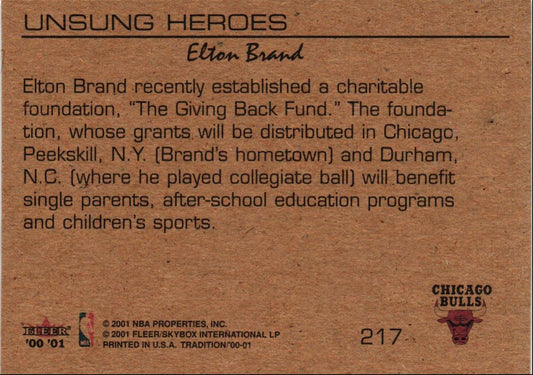 UNSUNG HEROES
Elton Brand
Elton Brand recently established a charitable
foundation, "The Giving Back Fund." The founda-
tion, whose grants will be distributed in Chicago,
Peekskill, N.Y. (Brand's hometown) and Durham,
N.C. (where he played collegiate ball) will benefit
single parents, after-school education programs
and children's sports.
CHICAGO
BULLS
FLEER
'00 '01
© 2001 NBA PROPERTIES, INC.
© 2001 FLEER/SKYBOX INTERNATIONAL LP
PRINTED IN U.S.A. TRADITION/'00-01
217